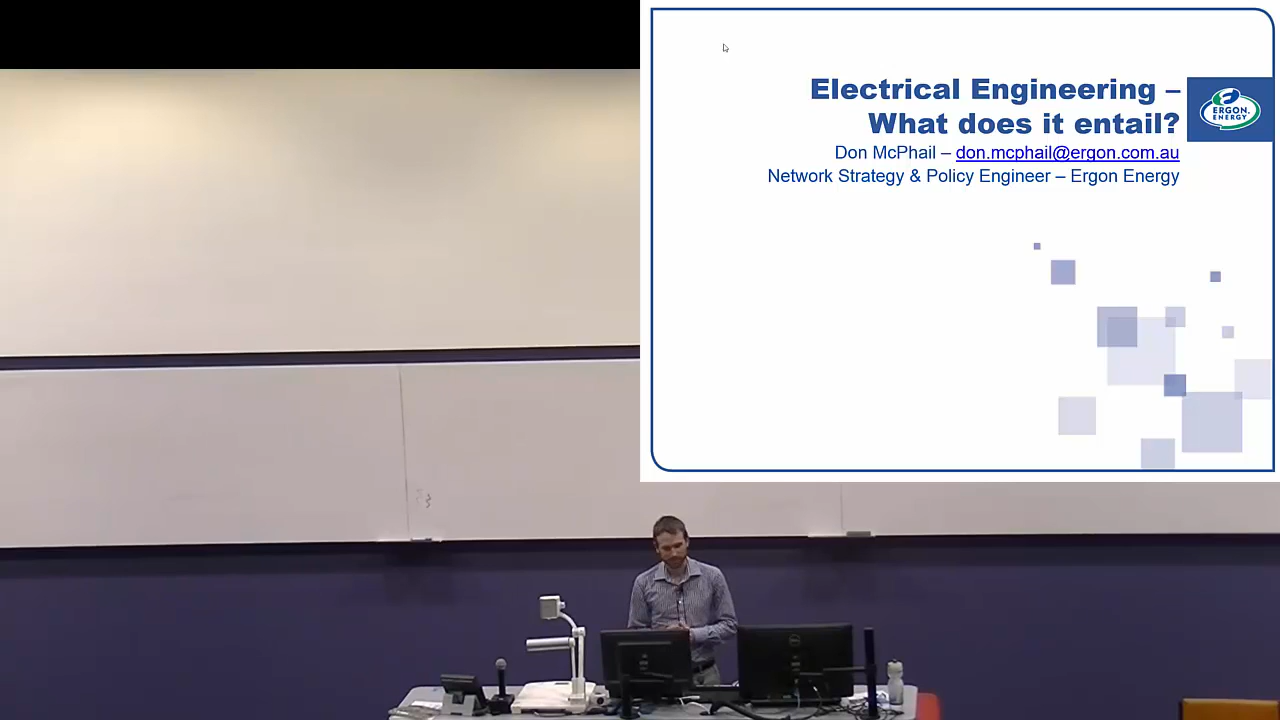 Electrical Engineering –
What does it entail?
Don McPhail – don.mcphail@ergon.com.au
Network Strategy & Policy Engineer – Ergon Energy
ERGON.
ENERGY